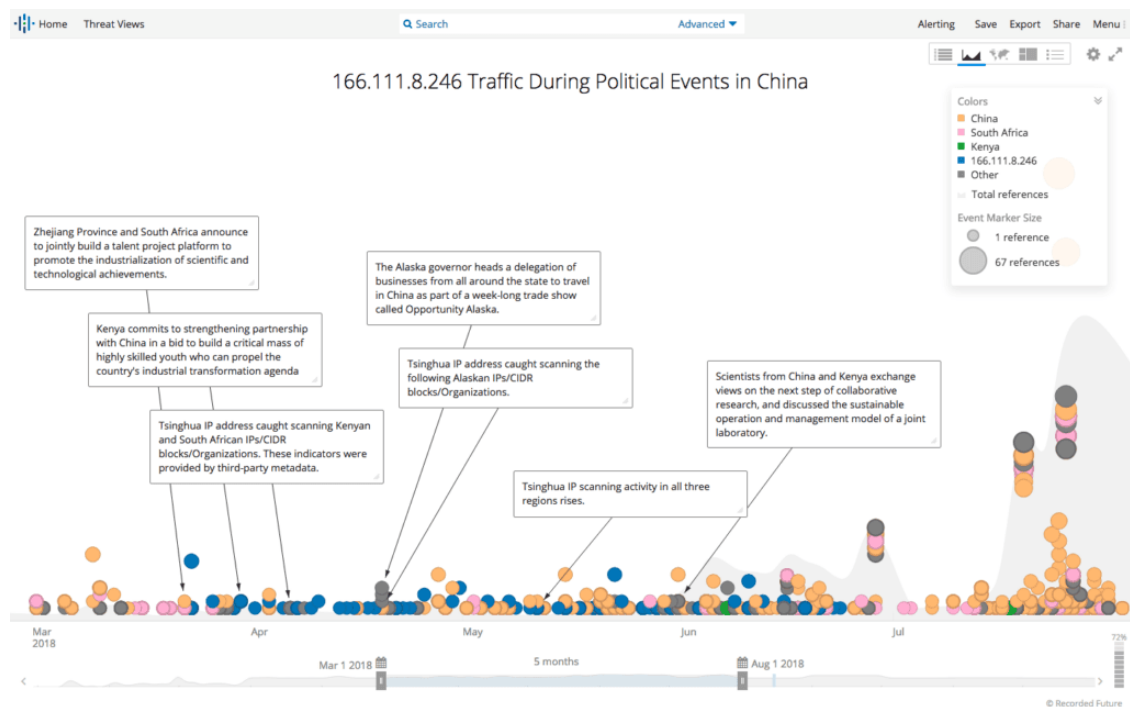 Home Threat Views Search Advanced Alerting Save Export Share Menu
166.111.8.246 Traffic During Political Events in China
Colors
China
South Africa
Kenya
166.111.8.246
Other
Total references
Event Marker Size
1 reference
67 references
Zhejiang Province and South Africa announce
to jointly build a talent project platform to
promote the industrialization of scientific and
technological achievements.
Kenya commits to strengthening partnership
with China in a bid to build a critical mass of
highly skilled youth who can propel the
country's industrial transformation agenda
Tsinghua IP address caught scanning Kenyan
and South African IPs/CIDR
blocks/Organizations. These indicators were
provided by third-party metadata.
The Alaska governor heads a delegation of
businesses from all around the state to travel
in China as part of a week-long trade show
called Opportunity Alaska.
Tsinghua IP address caught scanning the
following Alaskan IPs/CIDR
blocks/Organizations.
Tsinghua IP scanning activity in all three
regions rises.
Scientists from China and Kenya exchange
views on the next step of collaborative
research, and discussed the sustainable
operation and management model of a joint
laboratory.
Mar Apr May Jun Jul
2018
72%
Mar 1 2018 5 months Aug 1 2018
© Recorded Future